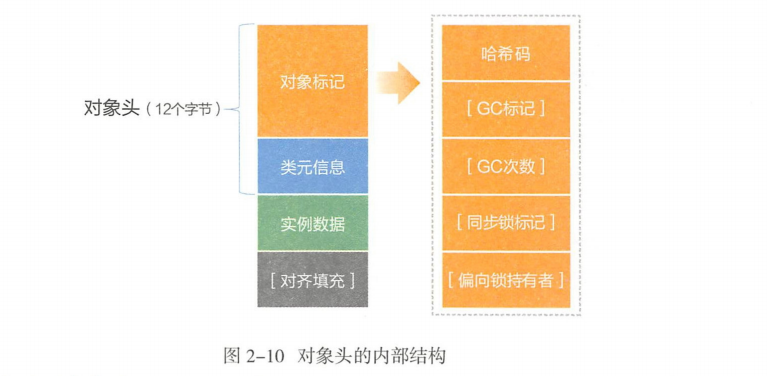 对象头（12个字节）
对象标记
类元信息
实例数据
[ 对齐填充 ]
哈希码
[ GC标记 ]
[ GC次数 ]
[ 同步锁标记 ]
[ 偏向锁持有者 ]
图 2-10 对象头的内部结构